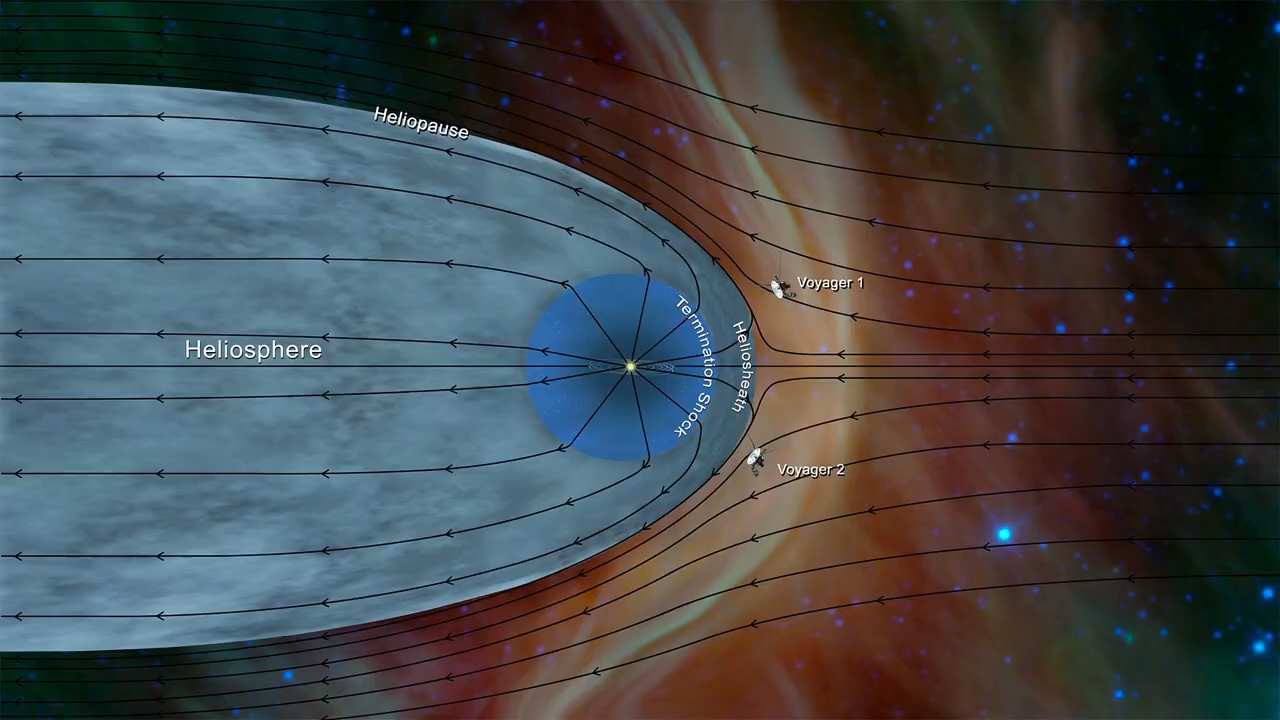 Heliopause
Voyager 1
Termination Shock
Heliosheath
Heliosphere
Voyager 2